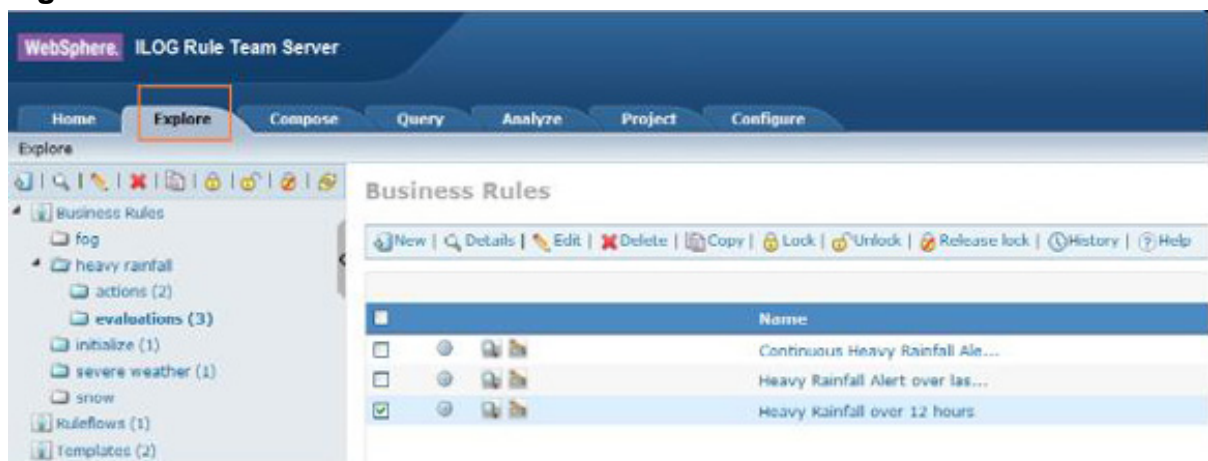 WebSphere. ILOG Rule Team Server
Home Explore Compose Query Analyze Project Configure
Explore
Business Rules
fog
heavy rainfall
actions (2)
evaluations (3)
initialize (1)
severe weather (1)
snow
Ruleflows (1)
Templates (2)
Business Rules
New | Details | Edit | Delete | Copy | Lock | Unlock | Release lock | History | Help
Name
Continuous Heavy Rainfall Ale...
Heavy Rainfall Alert over las...
Heavy Rainfall over 12 hours